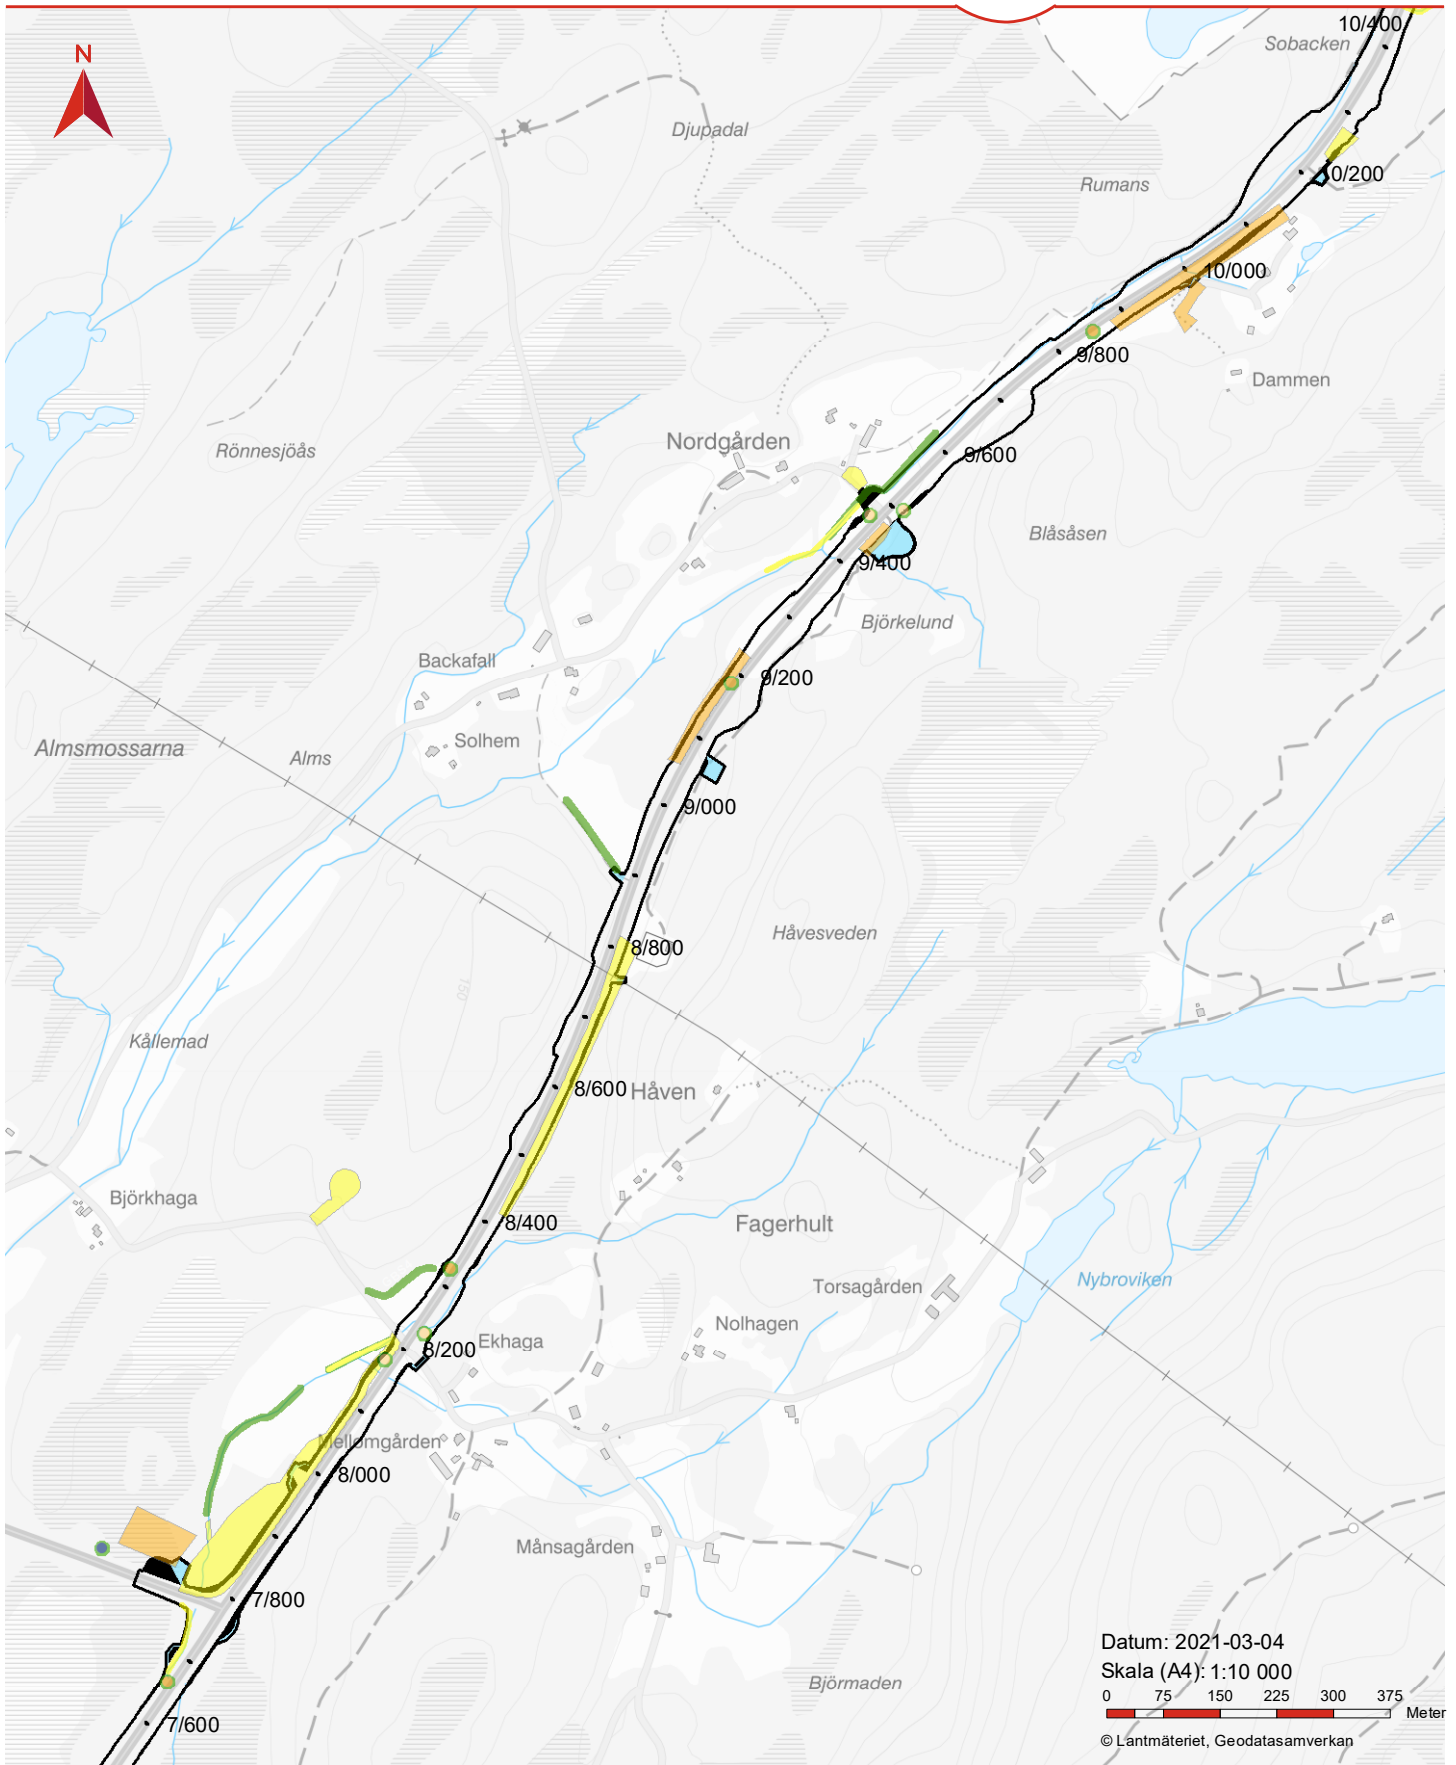 10/400
Sobacken
N
Djupadal
10/200
Rumans
10/000
9/800
Dammen
Nordgården
Rönnesjöås
9/600
Blåsåsen
9/400
Björkelund
Backafall
9/200
Solhem
Almsmossarna
Alms
9/000
Håvesveden
8/800
150
Kållemad
8/600
Håven
Björkhaga
8/400
Fagerhult
Torsagården
Nybroviken
Nolhagen
Ekhaga
8/200
Mellomgården
8/000
Månsagården
7/800
Björmaden
7/600
Datum: 2021-03-04
Skala (A4): 1:10 000
0 75 150 225 300 375
Meter
© Lantmäteriet, Geodatasamverkan